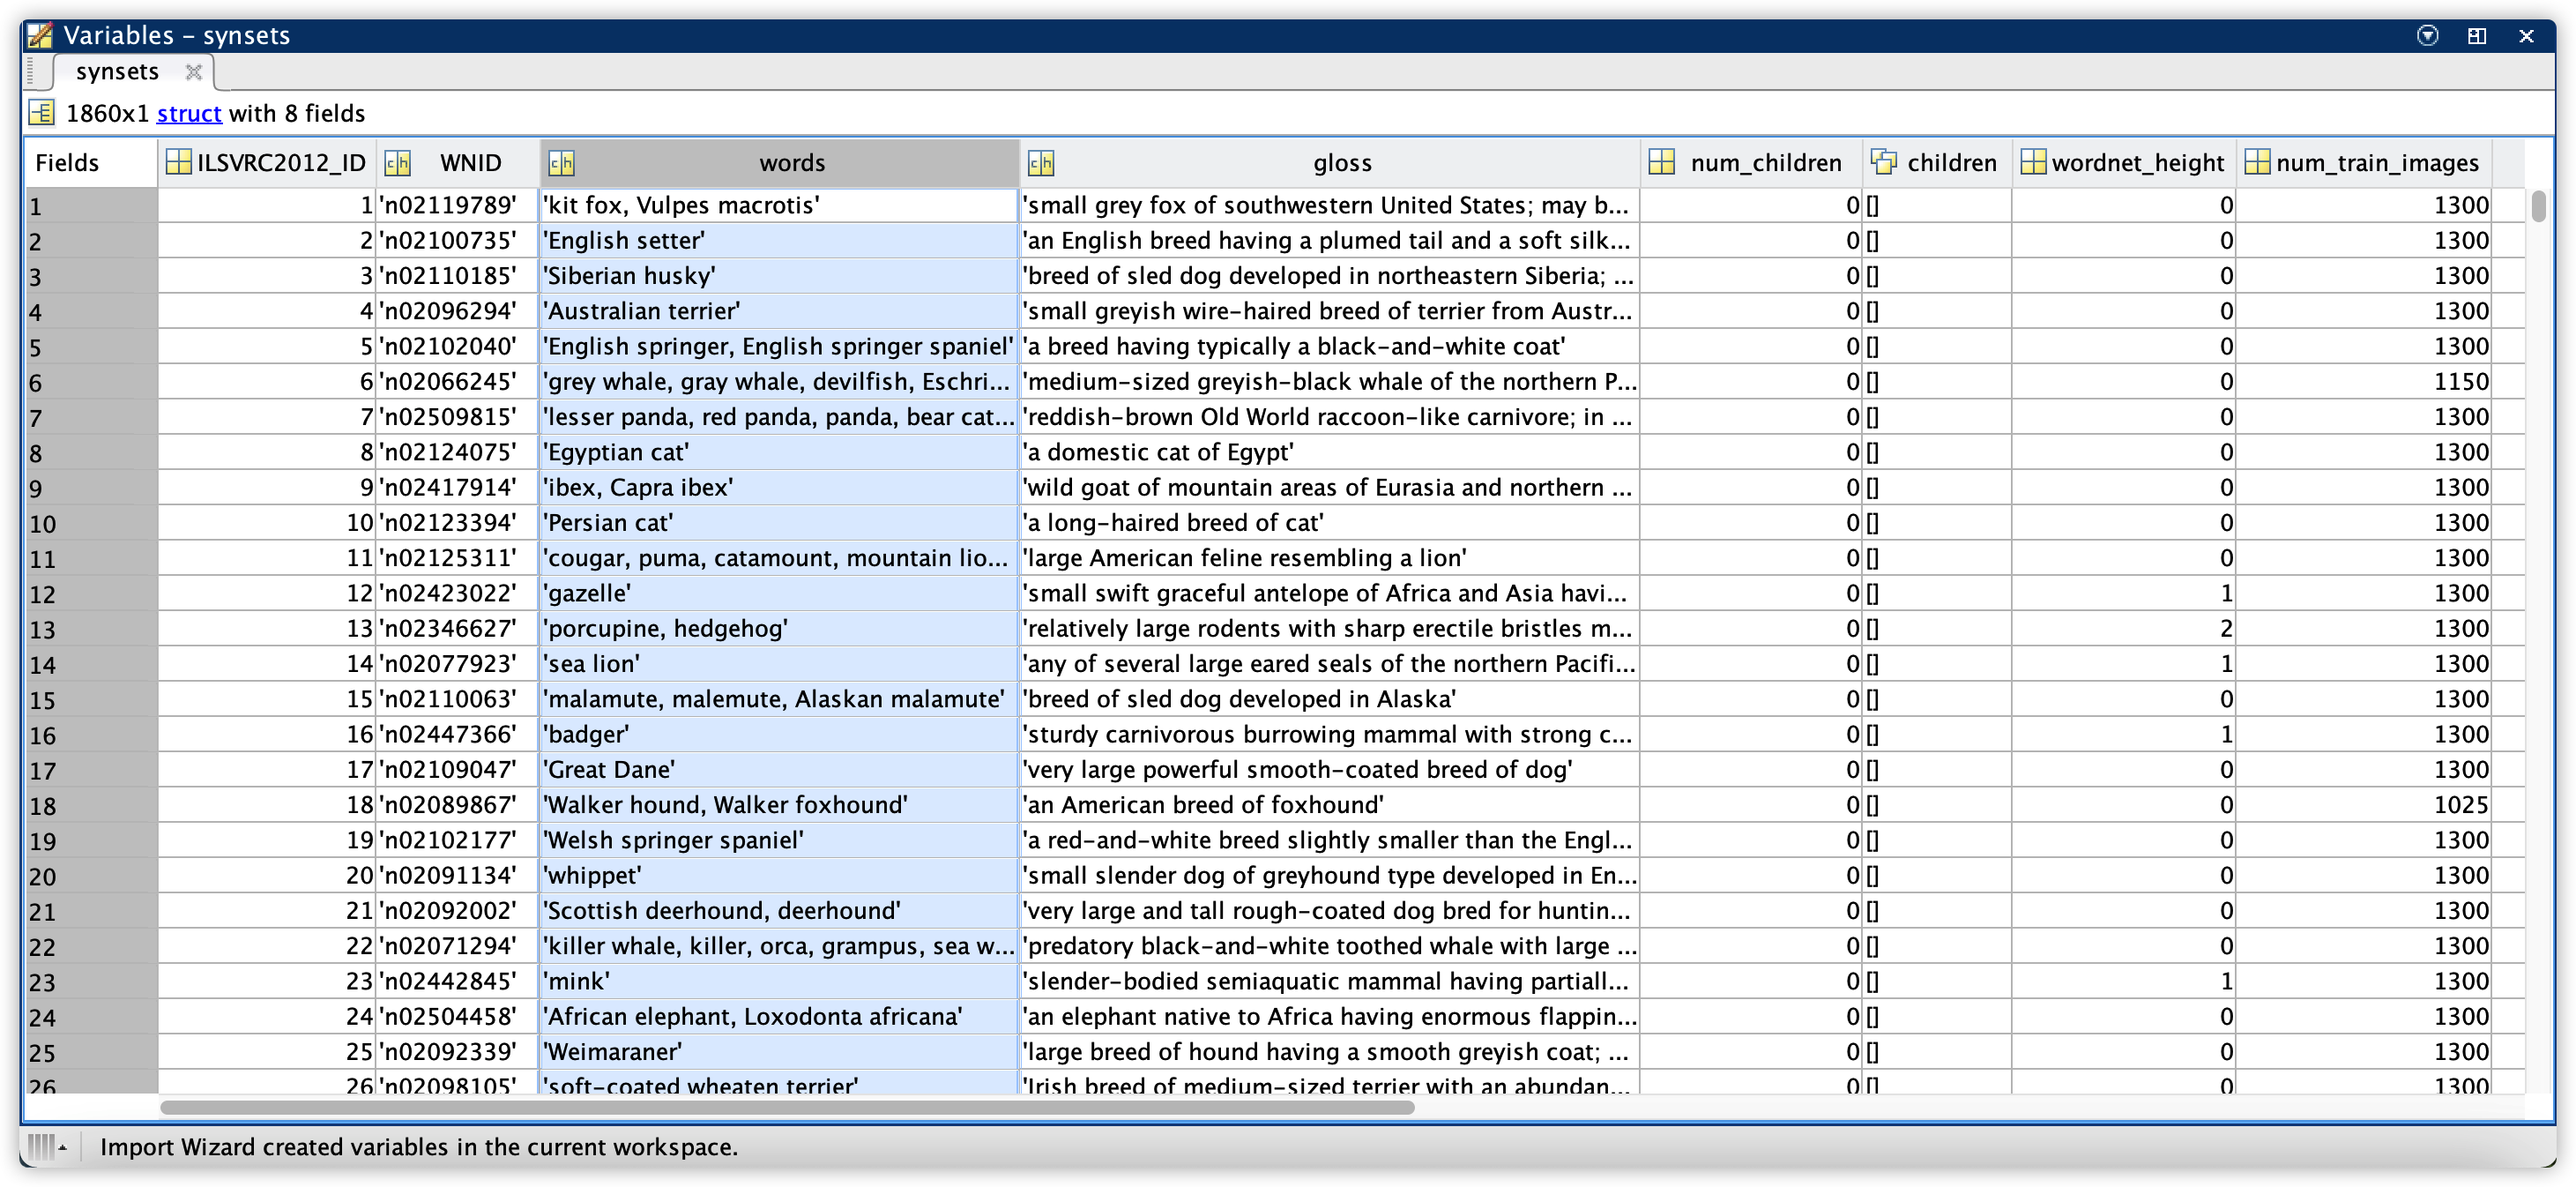 Variables - synsets
synsets
1860x1 struct with 8 fields
Fields ILSVRC2012_ID WNID words gloss num_children children wordnet_height num_train_images
1 1 'n02119789' 'kit fox, Vulpes macrotis' 'small grey fox of southwestern United States; may b... 0 [] 0 1300
2 2 'n02100735' 'English setter' 'an English breed having a plumed tail and a soft silk... 0 [] 0 1300
3 3 'n02110185' 'Siberian husky' 'breed of sled dog developed in northeastern Siberia; ... 0 [] 0 1300
4 4 'n02096294' 'Australian terrier' 'small greyish wire-haired breed of terrier from Austr... 0 [] 0 1300
5 5 'n02102040' 'English springer, English springer spaniel' 'a breed having typically a black-and-white coat' 0 [] 0 1300
6 6 'n02066245' 'grey whale, gray whale, devilfish, Eschri... 'medium-sized greyish-black whale of the northern P... 0 [] 0 1150
7 7 'n02509815' 'lesser panda, red panda, panda, bear cat... 'reddish-brown Old World raccoon-like carnivore; in ... 0 [] 0 1300
8 8 'n02124075' 'Egyptian cat' 'a domestic cat of Egypt' 0 [] 0 1300
9 9 'n02417914' 'ibex, Capra ibex' 'wild goat of mountain areas of Eurasia and northern ... 0 [] 0 1300
10 10 'n02123394' 'Persian cat' 'a long-haired breed of cat' 0 [] 0 1300
11 11 'n02125311' 'cougar, puma, catamount, mountain lio... 'large American feline resembling a lion' 0 [] 0 1300
12 12 'n02423022' 'gazelle' 'small swift graceful antelope of Africa and Asia havi... 0 [] 1 1300
13 13 'n02346627' 'porcupine, hedgehog' 'relatively large rodents with sharp erectile bristles m... 0 [] 2 1300
14 14 'n02077923' 'sea lion' 'any of several large eared seals of the northern Pacifi... 0 [] 1 1300
15 15 'n02110063' 'malamute, malemute, Alaskan malamute' 'breed of sled dog developed in Alaska' 0 [] 0 1300
16 16 'n02447366' 'badger' 'sturdy carnivorous burrowing mammal with strong c... 0 [] 1 1300
17 17 'n02109047' 'Great Dane' 'very large powerful smooth-coated breed of dog' 0 [] 0 1300
18 18 'n02089867' 'Walker hound, Walker foxhound' 'an American breed of foxhound' 0 [] 0 1025
19 19 'n02102177' 'Welsh springer spaniel' 'a red-and-white breed slightly smaller than the Engl... 0 [] 0 1300
20 20 'n02091134' 'whippet' 'small slender dog of greyhound type developed in En... 0 [] 0 1300
21 21 'n02092002' 'Scottish deerhound, deerhound' 'very large and tall rough-coated dog bred for huntin... 0 [] 0 1300
22 22 'n02071294' 'killer whale, killer, orca, grampus, sea w... 'predatory black-and-white toothed whale with large ... 0 [] 0 1300
23 23 'n02442845' 'mink' 'slender-bodied semiaquatic mammal having partiall... 0 [] 1 1300
24 24 'n02504458' 'African elephant, Loxodonta africana' 'an elephant native to Africa having enormous flappin... 0 [] 0 1300
25 25 'n02092339' 'Weimaraner' 'large breed of hound having a smooth greyish coat; ... 0 [] 0 1300
26 26 'n02098105' 'soft-coated wheaten terrier' 'Irish breed of medium-sized terrier with an abundan... 0 [] 0 1300
Import Wizard created variables in the current workspace.